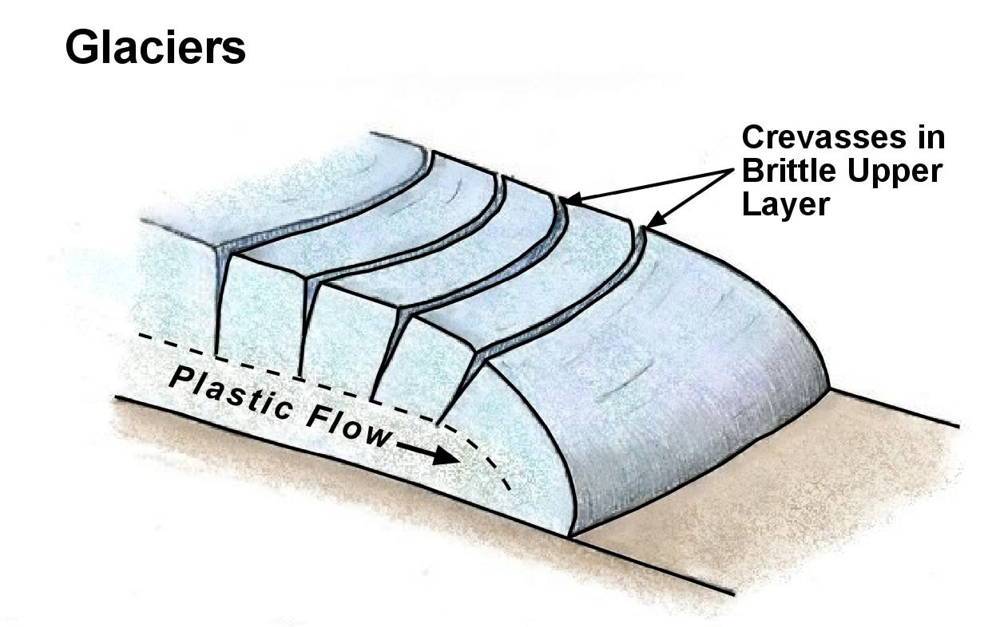 Glaciers
Crevasses in
Brittle Upper
Layer
Plastic Flow